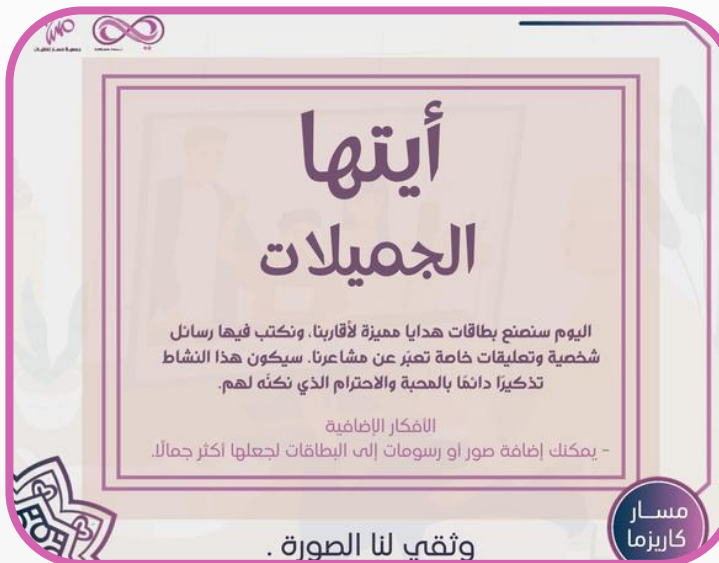 أيتها
الجميلات
اليوم سنصنع بطاقات هدايا مميزة لأقاربنا، ونكتب فيها رسائل
شخصية وتعليقات خاصة تعبّر عن مشاعرنا. سيكون هذا النشاط
تذكيرًا دائمًا بالمحبة والاحترام الذي نكنّه لهم.
الأفكار الإضافية
- يمكنك إضافة صور أو رسومات إلى البطاقات لجعلها أكثر جمالًا.
مسار
كاريزما
وثقي لنا الصورة .